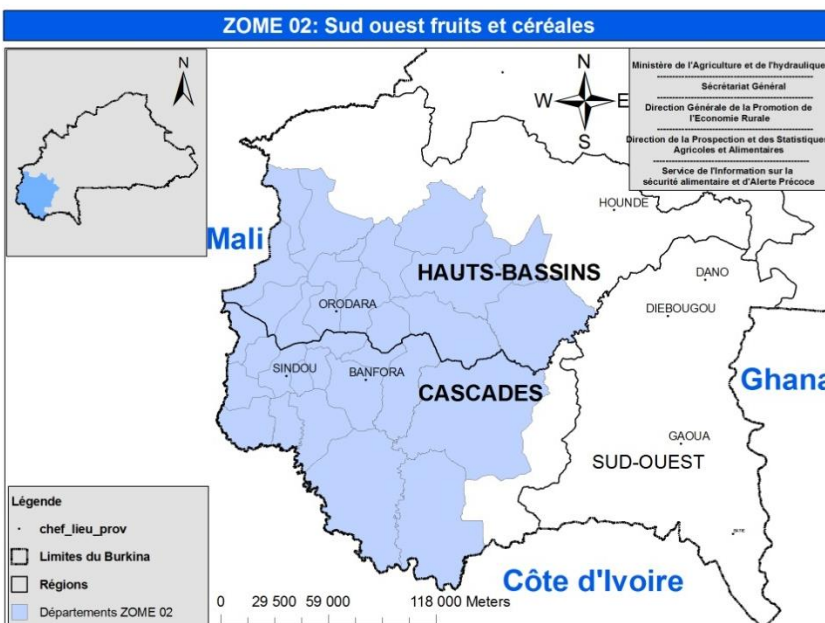 ZOME 02: Sud ouest fruits et céréales
N
N
W E
S
Ministère de l'Agriculture et de l'hydraulique
Sécrétariat Général
Direction Générale de la Promotion de
l'Economie Rurale
Direction de la Prospection et des Statistiques
Agricoles et Alimentaires
Service de l'Information sur la
sécurité alimentaire et d'Alerte Précoce
HOUNDE
Mali
HAUTS-BASSINS
DANO
ORODARA
DIEBOUGOU
SINDOU
BANFORA
Ghana
CASCADES
GAOUA
SUD-OUEST
Légende
chef_lieu_prov
Limites du Burkina
Régions
Départements ZOME 02
Côte d'Ivoire
0 29 500 59 000 118 000 Meters